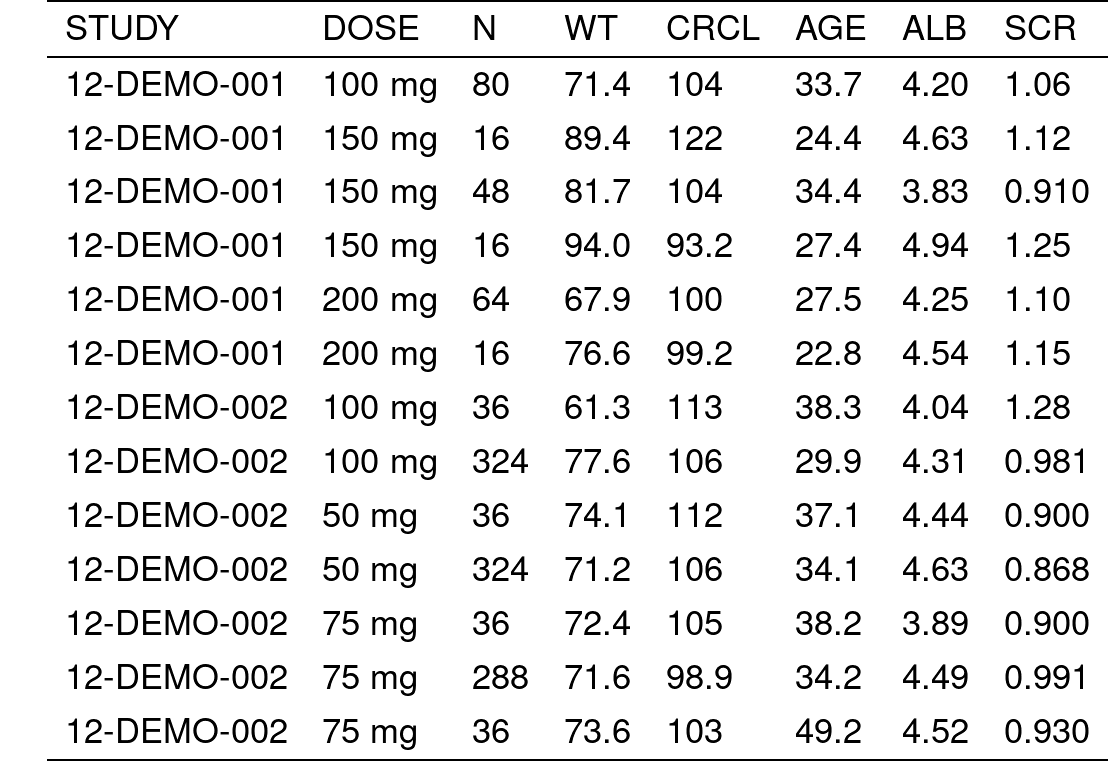 STUDY DOSE N WT CRCL AGE ALB SCR
12-DEMO-001 100 mg 80 71.4 104 33.7 4.20 1.06
12-DEMO-001 150 mg 16 89.4 122 24.4 4.63 1.12
12-DEMO-001 150 mg 48 81.7 104 34.4 3.83 0.910
12-DEMO-001 150 mg 16 94.0 93.2 27.4 4.94 1.25
12-DEMO-001 200 mg 64 67.9 100 27.5 4.25 1.10
12-DEMO-001 200 mg 16 76.6 99.2 22.8 4.54 1.15
12-DEMO-002 100 mg 36 61.3 113 38.3 4.04 1.28
12-DEMO-002 100 mg 324 77.6 106 29.9 4.31 0.981
12-DEMO-002 50 mg 36 74.1 112 37.1 4.44 0.900
12-DEMO-002 50 mg 324 71.2 106 34.1 4.63 0.868
12-DEMO-002 75 mg 36 72.4 105 38.2 3.89 0.900
12-DEMO-002 75 mg 288 71.6 98.9 34.2 4.49 0.991
12-DEMO-002 75 mg 36 73.6 103 49.2 4.52 0.930